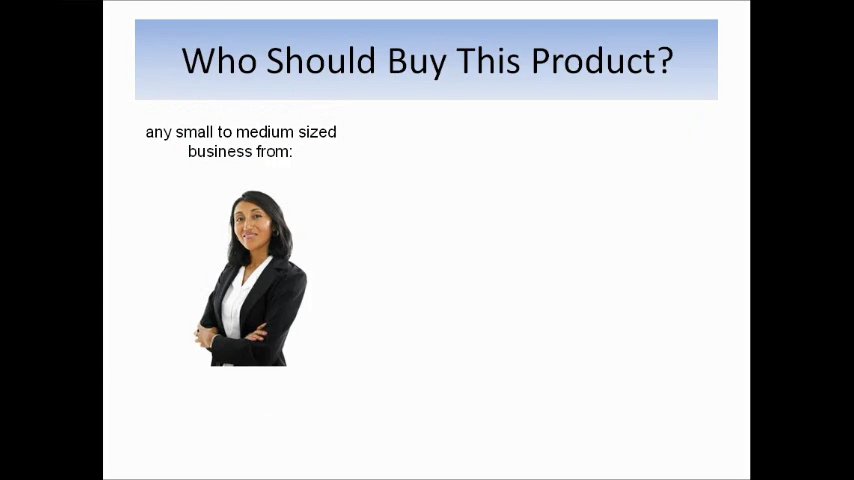 Who Should Buy This Product?
any small to medium sized
business from: